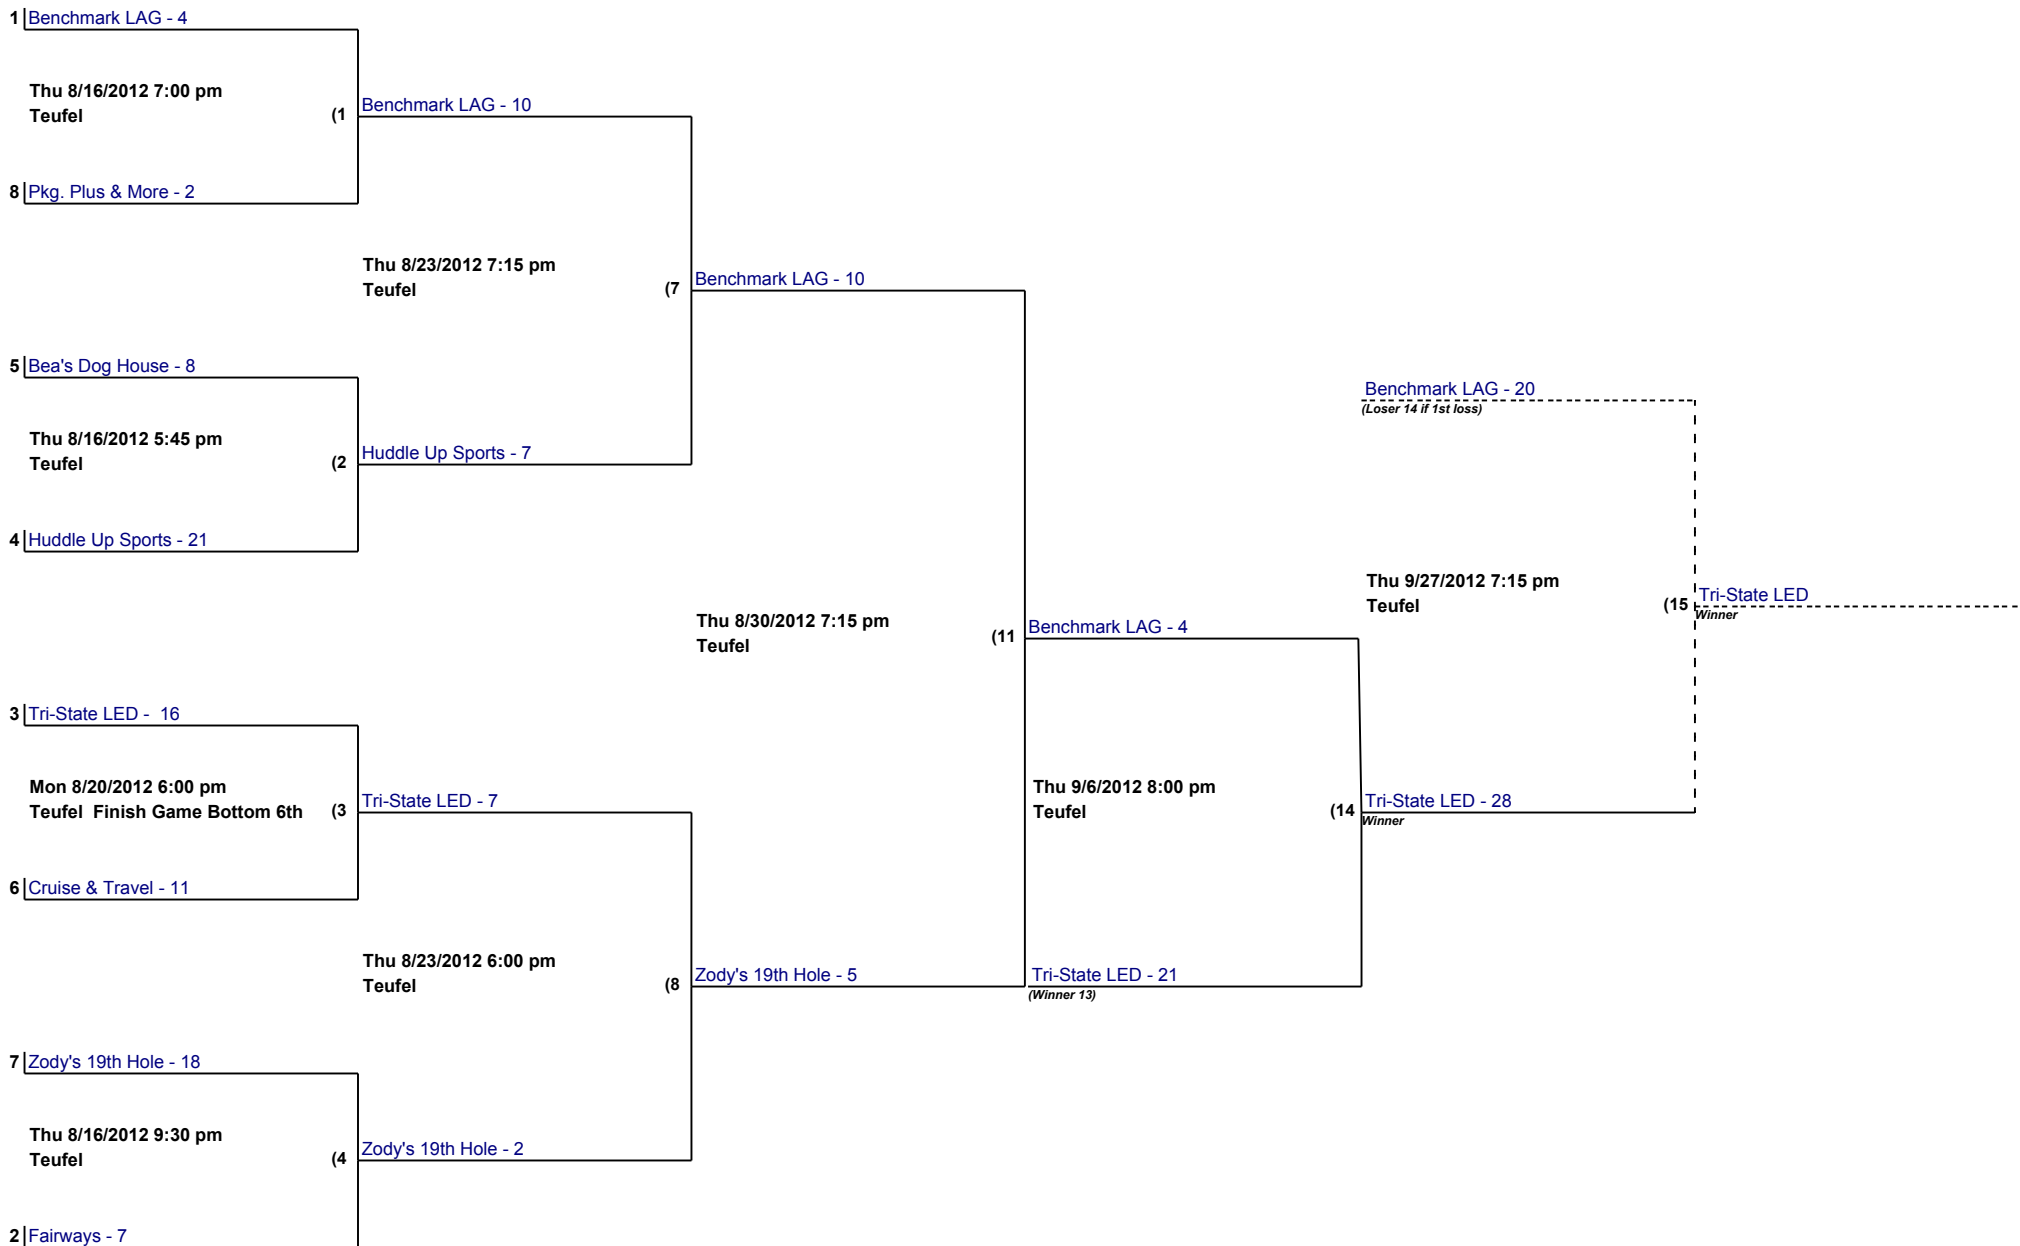 1 Benchmark LAG - 4
Thu 8/16/2012 7:00 pm
Teufel (1
Benchmark LAG - 10
8 Pkg. Plus & More - 2
Thu 8/23/2012 7:15 pm
Teufel (7
Benchmark LAG - 10
5 Bea's Dog House - 8
Thu 8/16/2012 5:45 pm
Teufel (2
Huddle Up Sports - 7
4 Huddle Up Sports - 21
Benchmark LAG - 20
(Loser 14 if 1st loss)
Thu 9/27/2012 7:15 pm
Teufel (15
Tri-State LED
Winner
Thu 8/30/2012 7:15 pm
Teufel (11
Benchmark LAG - 4
3 Tri-State LED -  16
Mon 8/20/2012 6:00 pm
Teufel  Finish Game Bottom 6th (3
Tri-State LED - 7
6 Cruise & Travel - 11
Thu 9/6/2012 8:00 pm
Teufel (14
Tri-State LED - 28
Winner
Thu 8/23/2012 6:00 pm
Teufel (8
Zody's 19th Hole - 5
Tri-State LED - 21
(Winner 13)
7 Zody's 19th Hole - 18
Thu 8/16/2012 9:30 pm
Teufel (4
Zody's 19th Hole - 2
2 Fairways - 7